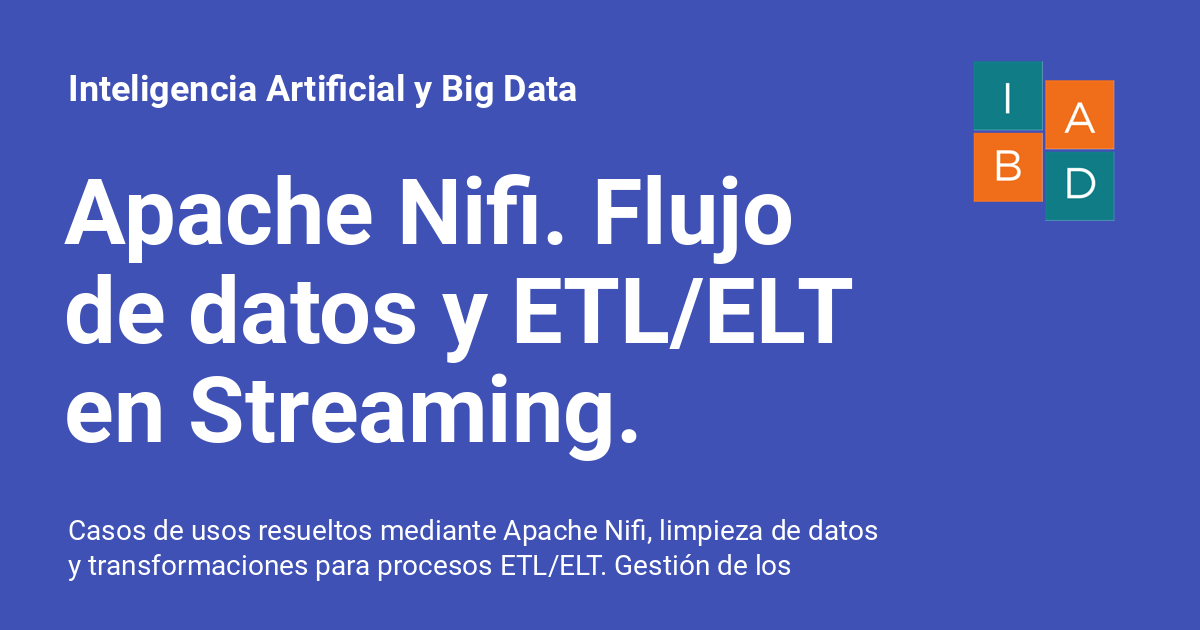 Inteligencia Artificial y Big Data
I
A
B
D
Apache Nifi. Flujo
de datos y ETL/ELT
en Streaming.
Casos de usos resueltos mediante Apache Nifi, limpieza de datos
y transformaciones para procesos ETL/ELT. Gestión de los